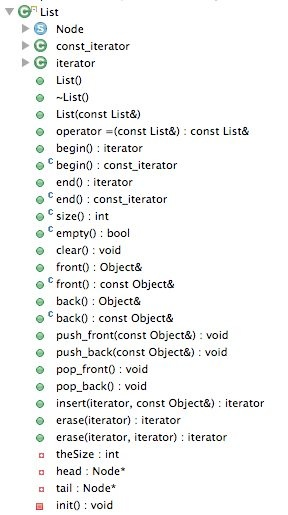 List
Node
const_iterator
iterator
List()
~List()
List(const List&)
operator =(const List&) : const List&
begin() : iterator
begin() : const_iterator
end() : iterator
end() : const_iterator
size() : int
empty() : bool
clear() : void
front() : Object&
front() : const Object&
back() : Object&
back() : const Object&
push_front(const Object&) : void
push_back(const Object&) : void
pop_front() : void
pop_back() : void
insert(iterator, const Object&) : iterator
erase(iterator) : iterator
erase(iterator, iterator) : iterator
theSize : int
head : Node*
tail : Node*
init() : void